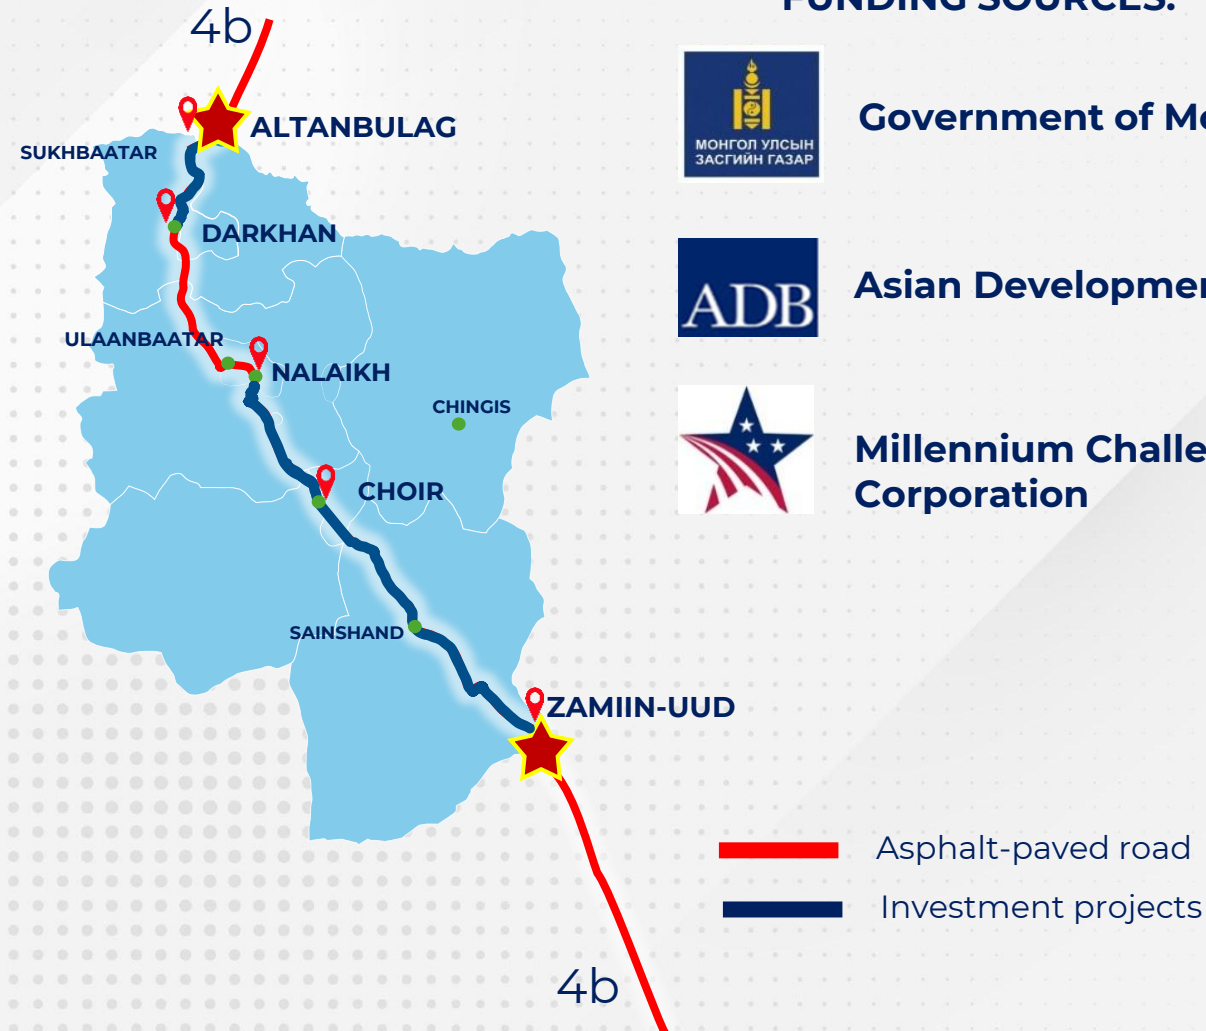 4b
FUNDING SOURCES:
ALTANBULAG
SUKHBAATAR
DARKHAN
ULAANBAATAR
NALAIKH
CHINGIS
CHOIR
SAINSHAND
ZAMIIN-UUD
4b
МОНГОЛ УЛСЫН
ЗАСГИЙН ГАЗАР
Government of Mo
ADB
Asian Developmen
Millennium Challe
Corporation
Asphalt-paved road
Investment projects